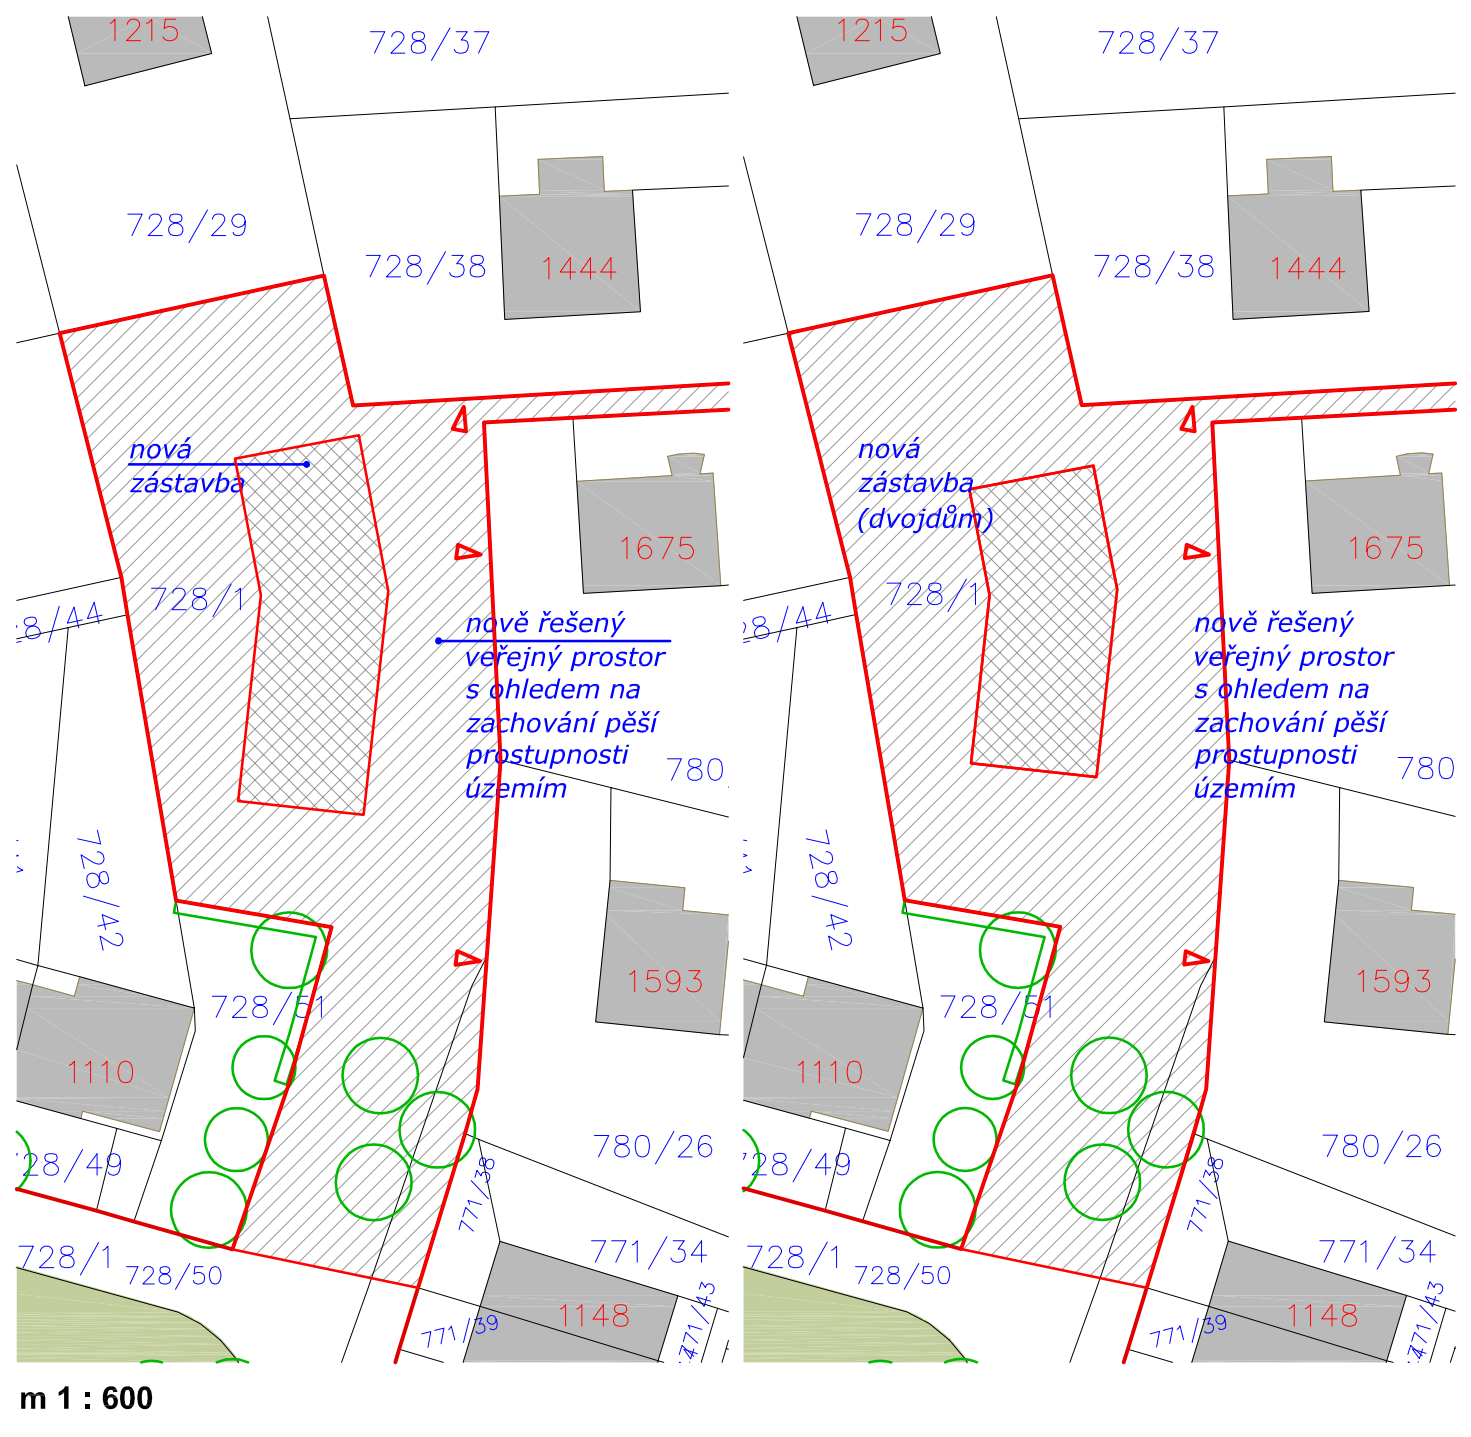 1215
728/37
728/29
728/38
1444
nová
zástavba
1675
728/1
nově řešený
veřejný prostor
s ohledem na
zachování pěší
prostupnosti
územím
780
728/42
728/51
1593
1110
728/49
780/26
771/38
728/1
728/50
771/34
1148
771/39
771/43
1215
728/37
728/29
728/38
1444
nová
zástavba
(dvojdům)
1675
728/1
28/44
nově řešený
veřejný prostor
s ohledem na
zachování pěší
prostupnosti
územím
780
728/42
728/51
1593
1110
728/49
780/26
771/38
728/1
728/50
771/34
1148
771/39
771/43
m 1 : 600